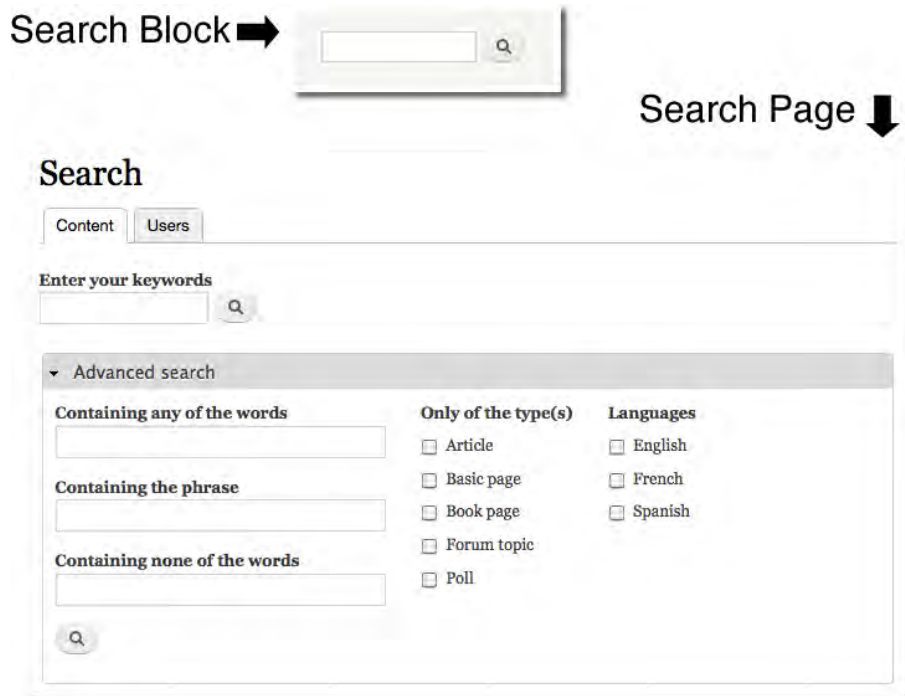 Search Block
Search Page
Search
Content Users
Enter your keywords
Advanced search
Containing any of the words
Containing the phrase
Containing none of the words
Only of the type(s)
Article
Basic page
Book page
Forum topic
Poll
Languages
English
French
Spanish